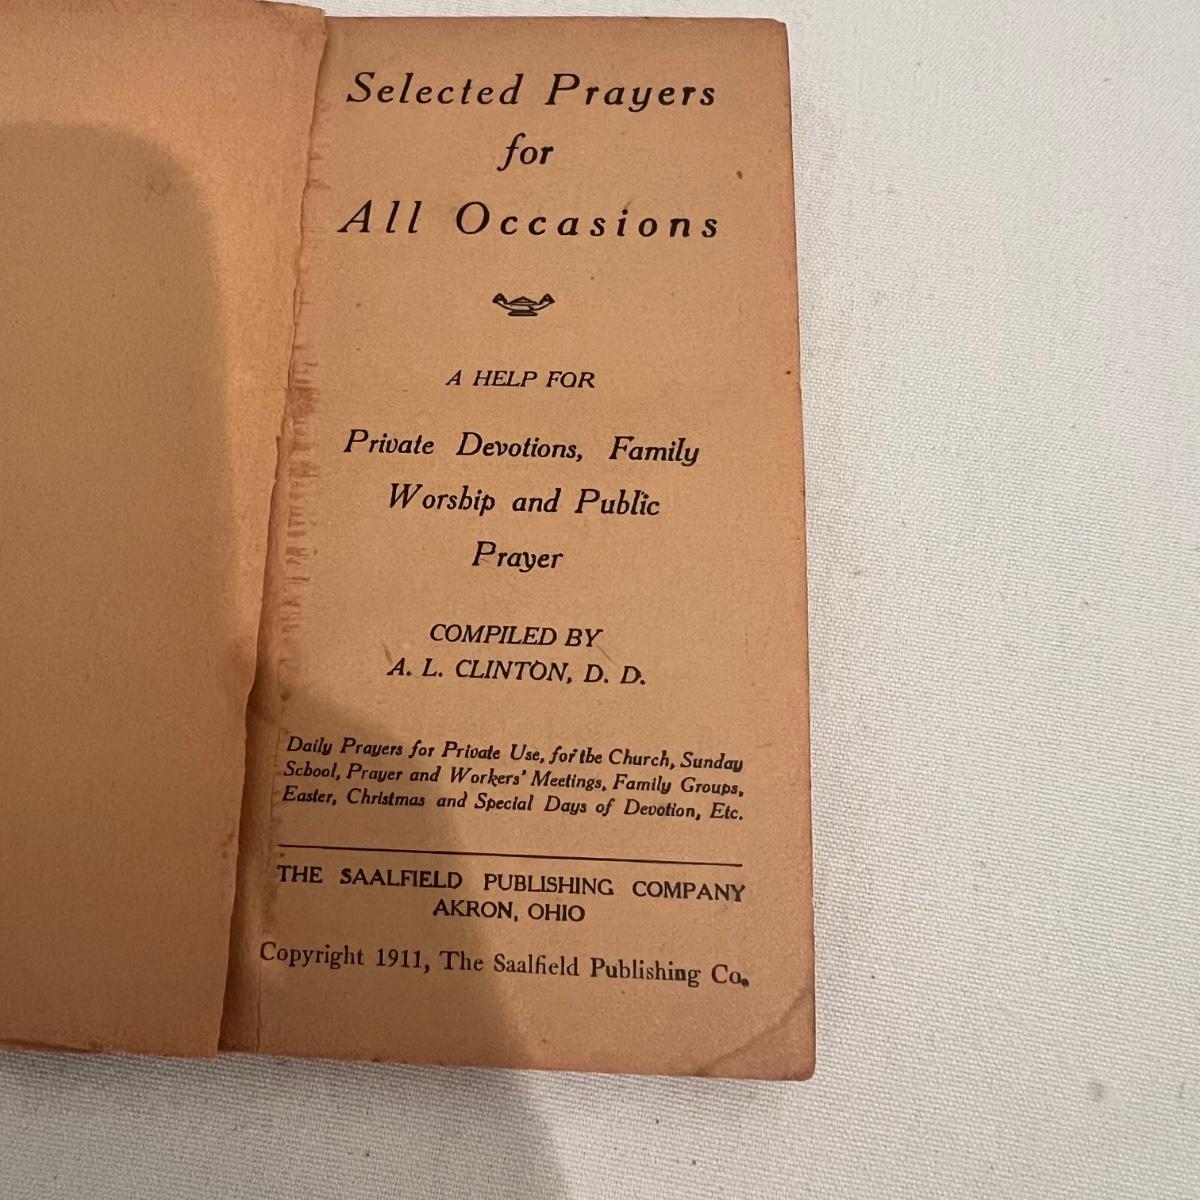 Selected Prayers
for
All Occasions
A HELP FOR
Private Devotions, Family
Worship and Public
Prayer
COMPILED BY
A. L. CLINTON, D. D.
Daily Prayers for Private Use, for the Church, Sunday
School, Prayer and Workers' Meetings, Family Groups,
Easter, Christmas and Special Days of Devotion, Etc.
THE SAALFIELD PUBLISHING COMPANY
AKRON, OHIO
Copyright 1911, The Saalfield Publishing Co.